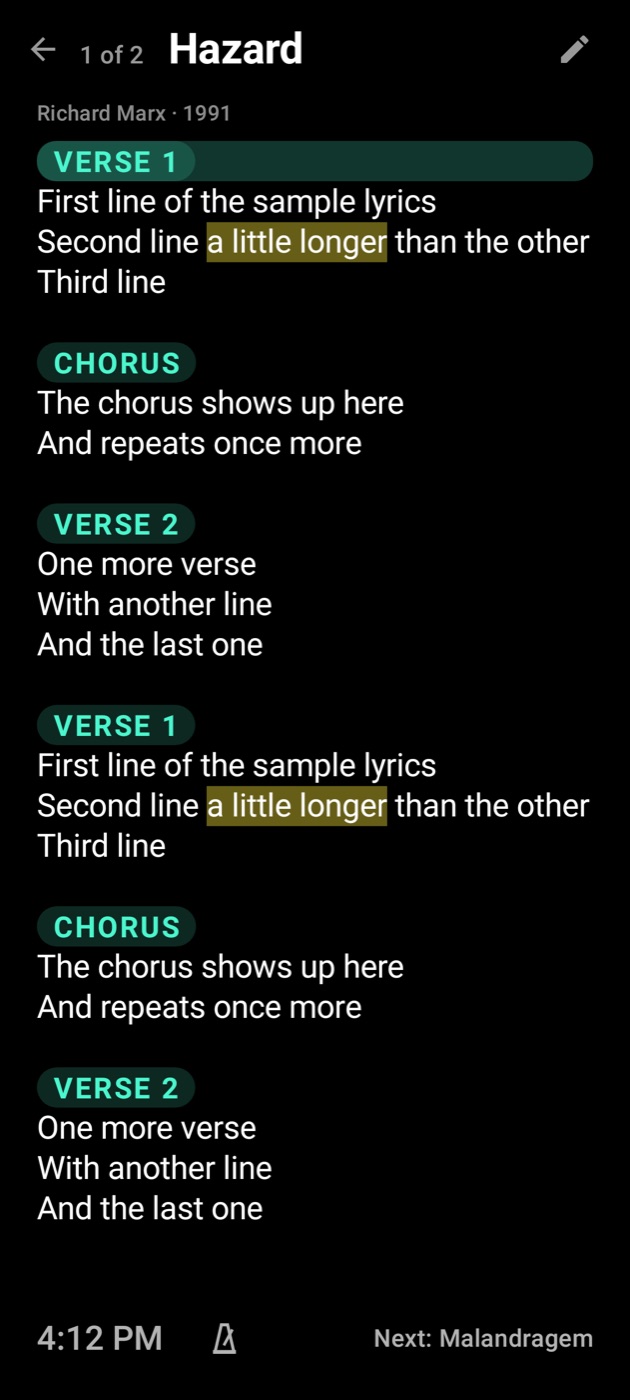 1 of 2 Hazard
Richard Marx · 1991
VERSE 1
First line of the sample lyrics
Second line a little longer than the other
Third line
CHORUS
The chorus shows up here
And repeats once more
VERSE 2
One more verse
With another line
And the last one
VERSE 1
First line of the sample lyrics
Second line a little longer than the other
Third line
CHORUS
The chorus shows up here
And repeats once more
VERSE 2
One more verse
With another line
And the last one
4:12 PM Next: Malandragem